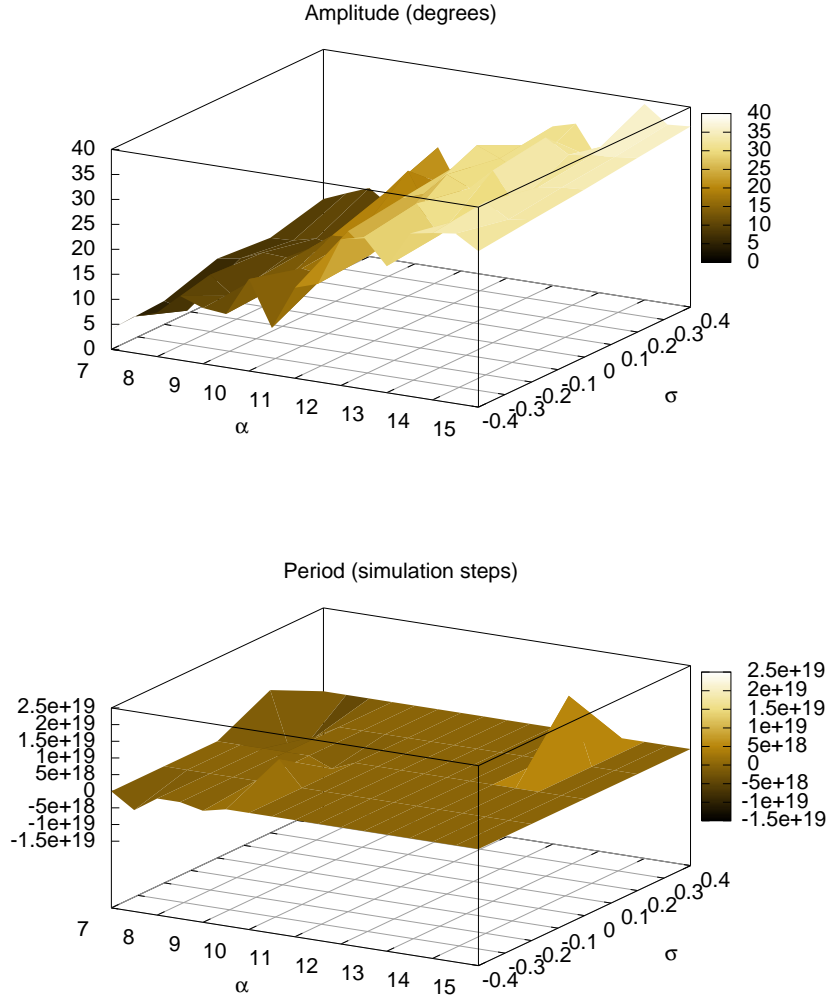 Amplitude (degrees)
40
35
30
25
20
15
10
5
0
7
8
9
10
11
12
13
14
15
α
-0.4
-0.3
-0.2
-0.1
0
0.1
0.2
0.3
0.4
σ
40
35
30
25
20
15
10
5
0
Period (simulation steps)
2.5e+19
2e+19
1.5e+19
1e+19
5e+18
0
-5e+18
-1e+19
-1.5e+19
7
8
9
10
11
12
13
14
15
α
-0.4
-0.3
-0.2
-0.1
0
0.1
0.2
0.3
0.4
σ
2.5e+19
2e+19
1.5e+19
1e+19
5e+18
0
-5e+18
-1e+19
-1.5e+19